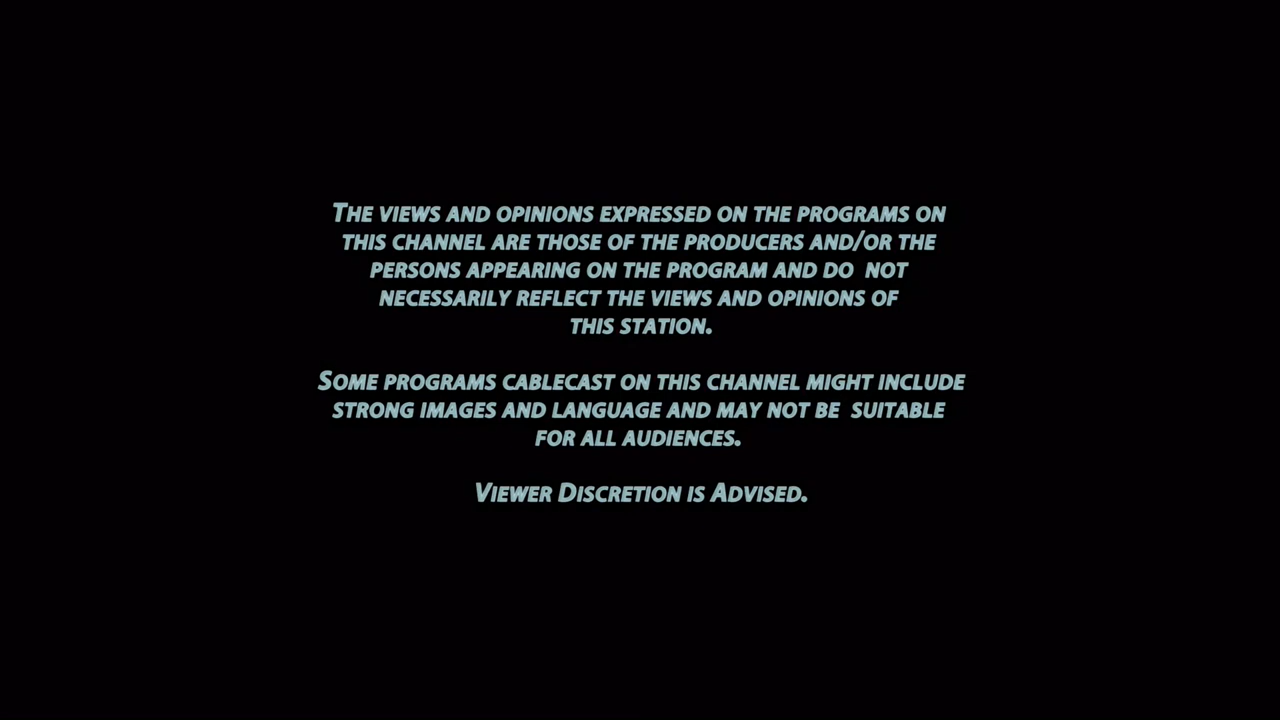 The views and opinions expressed on the programs on
this channel are those of the producers and/or the
persons appearing on the program and do  not
necessarily reflect the views and opinions of
this station.
Some programs cablecast on this channel might include
strong images and language and may not be  suitable
for all audiences.
Viewer Discretion is Advised.